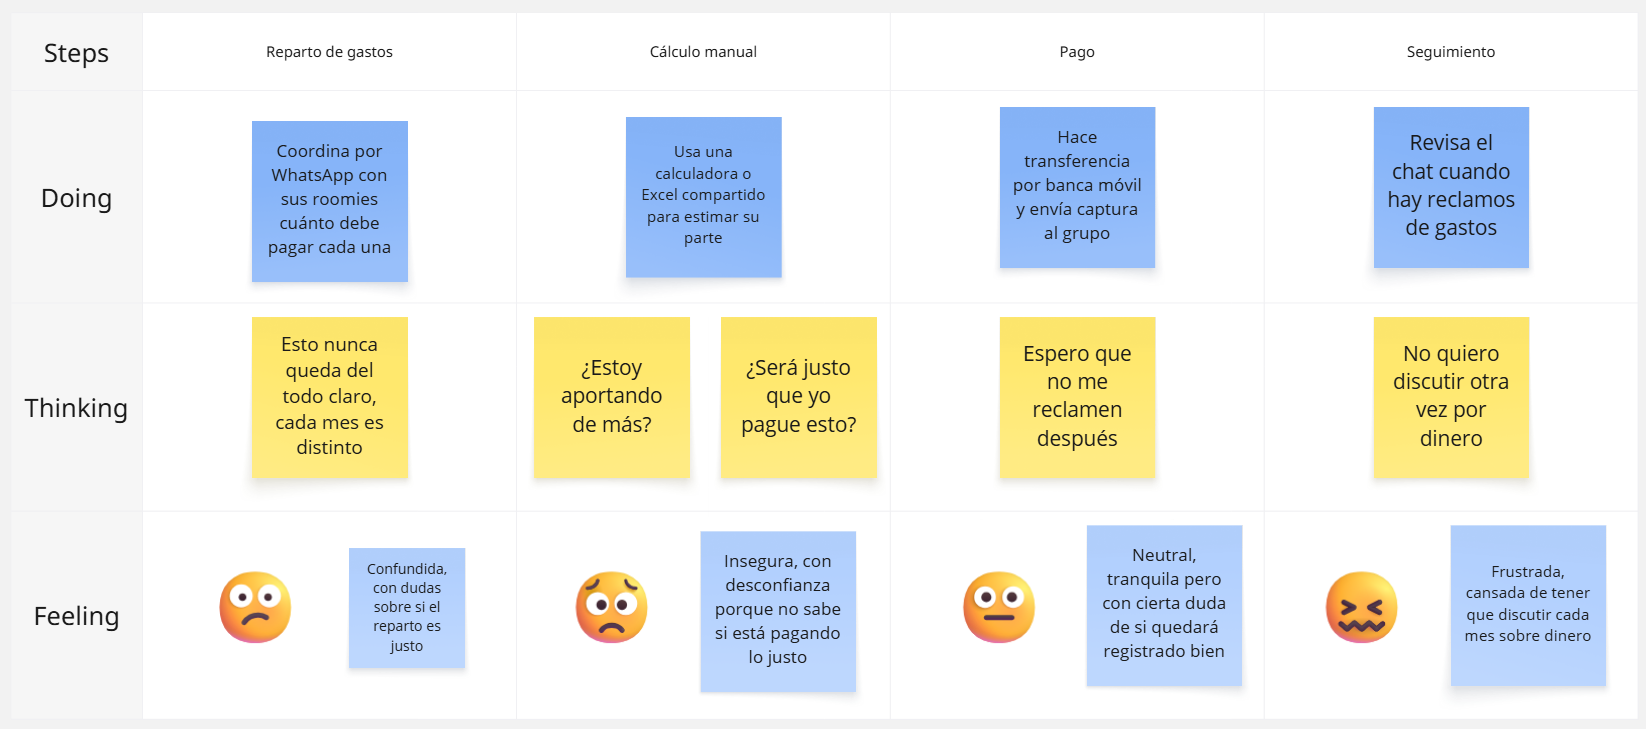 Steps
Reparto de gastos
Cálculo manual
Pago
Seguimiento
Doing
Coordina por
WhatsApp con
sus roomies
cuánto debe
pagar cada una
Usa una
calculadora o
Excel compartido
para estimar su
parte
Hace
transferencia
por banca móvil
y envía captura
al grupo
Revisa el
chat cuando
hay reclamos
de gastos
Thinking
Esto nunca
queda del
todo claro,
cada mes es
distinto
¿Estoy
aportando
de más?
¿Será justo
que yo
pague esto?
Espero que
no me
reclamen
después
No quiero
discutir otra
vez por
dinero
Feeling
Confundida,
con dudas
sobre si el
reparto es
justo
Insegura, con
desconfianza
porque no sabe
si está pagando
lo justo
Neutral,
tranquila pero
con cierta duda
de si quedará
registrado bien
Frustrada,
cansada de tener
que discutir cada
mes sobre dinero